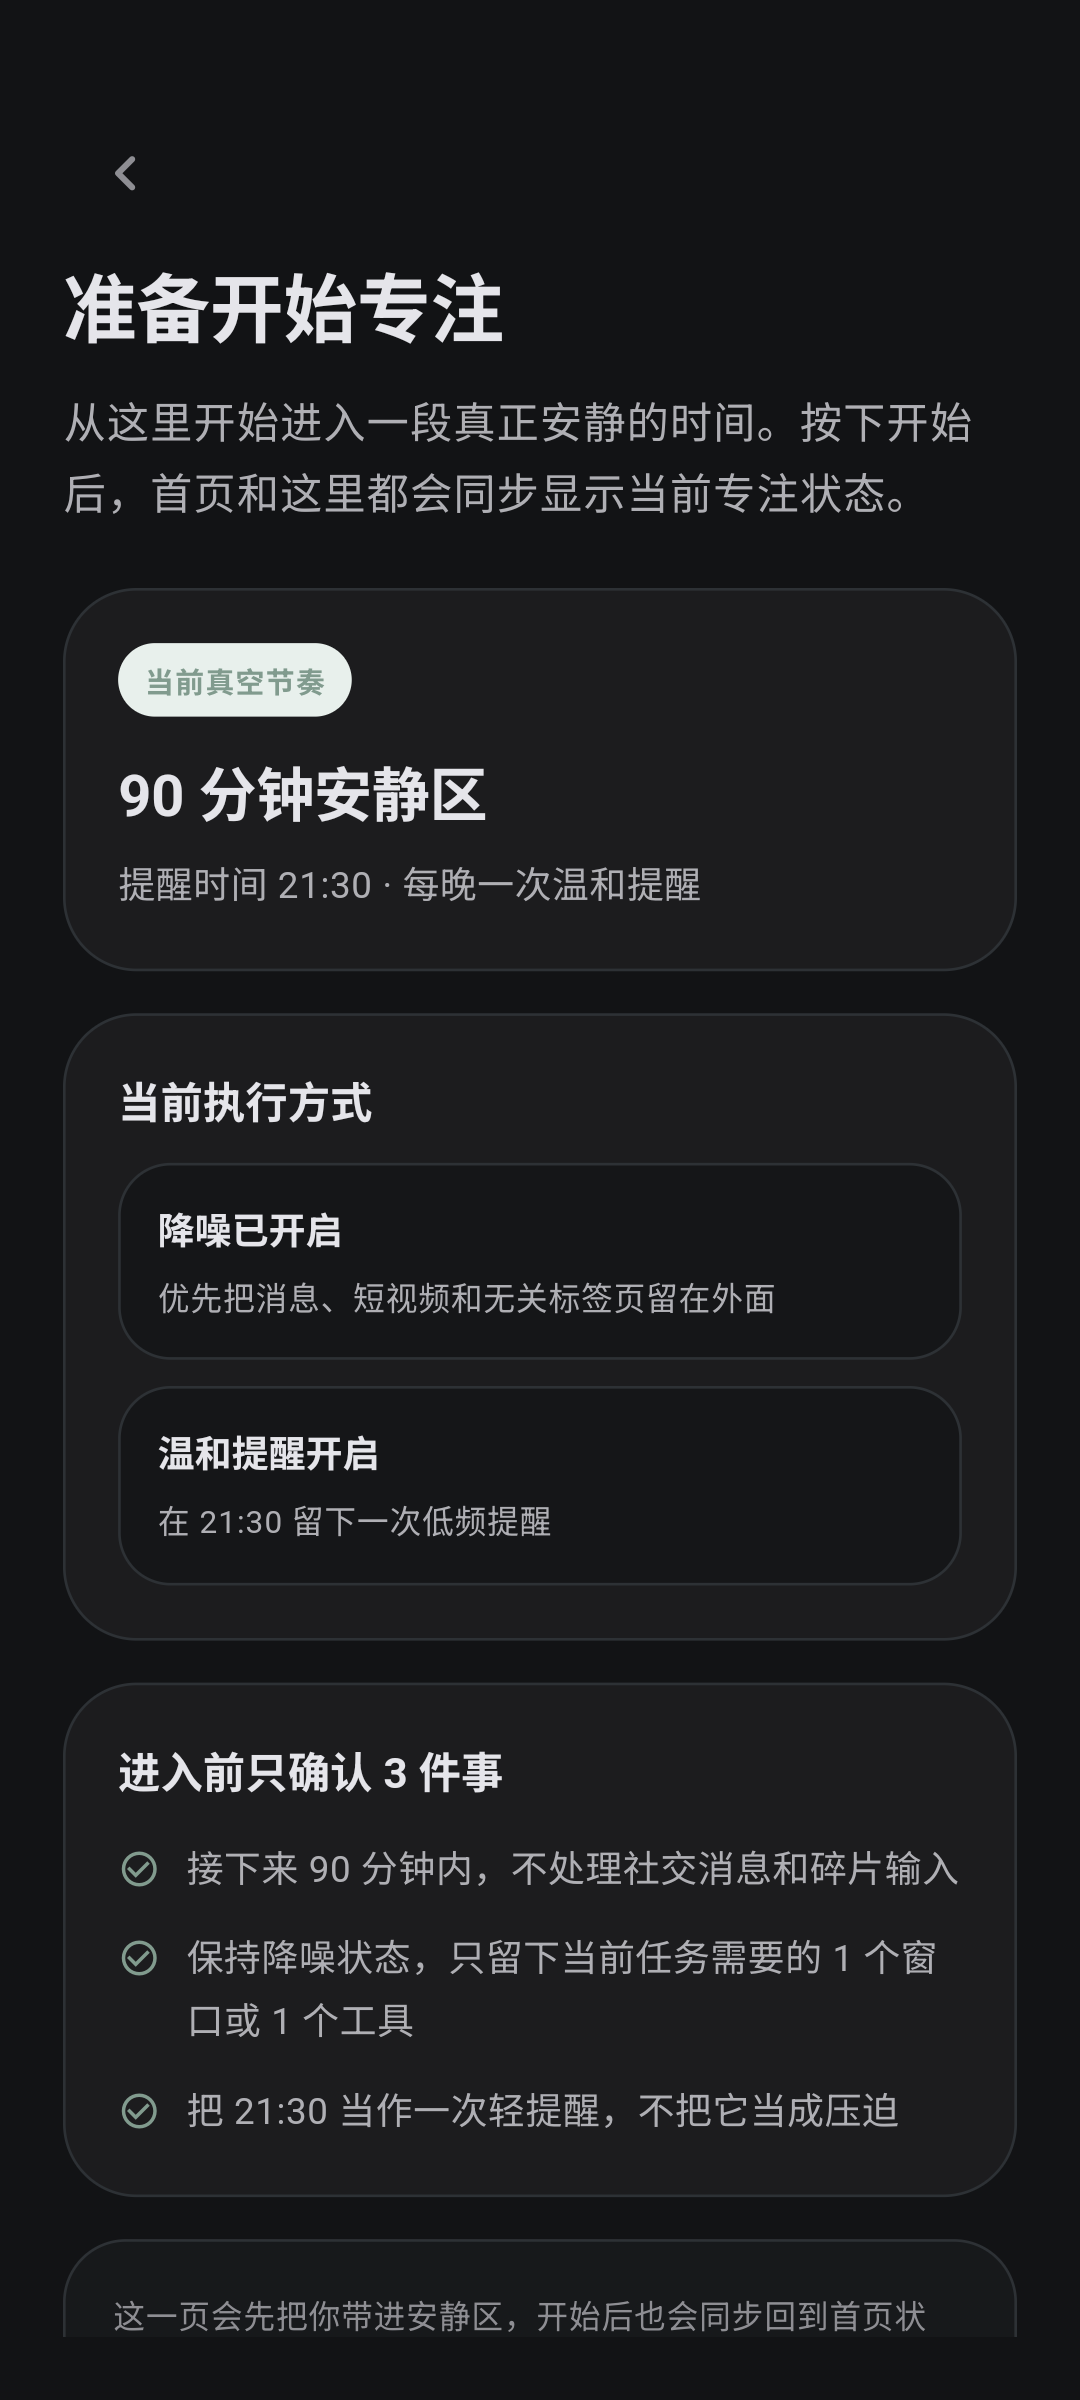 准备开始专注
从这里开始进入一段真正安静的时间。按下开始
后，首页和这里都会同步显示当前专注状态。
当前真空节奏
90 分钟安静区
提醒时间 21:30 · 每晚一次温和提醒
当前执行方式
降噪已开启
优先把消息、短视频和无关标签页留在外面
温和提醒开启
在 21:30 留下一次低频提醒
进入前只确认 3 件事
接下来 90 分钟内，不处理社交消息和碎片输入
保持降噪状态，只留下当前任务需要的 1 个窗
口或 1 个工具
把 21:30 当作一次轻提醒，不把它当成压迫
这一页会先把你带进安静区，开始后也会同步回到首页状